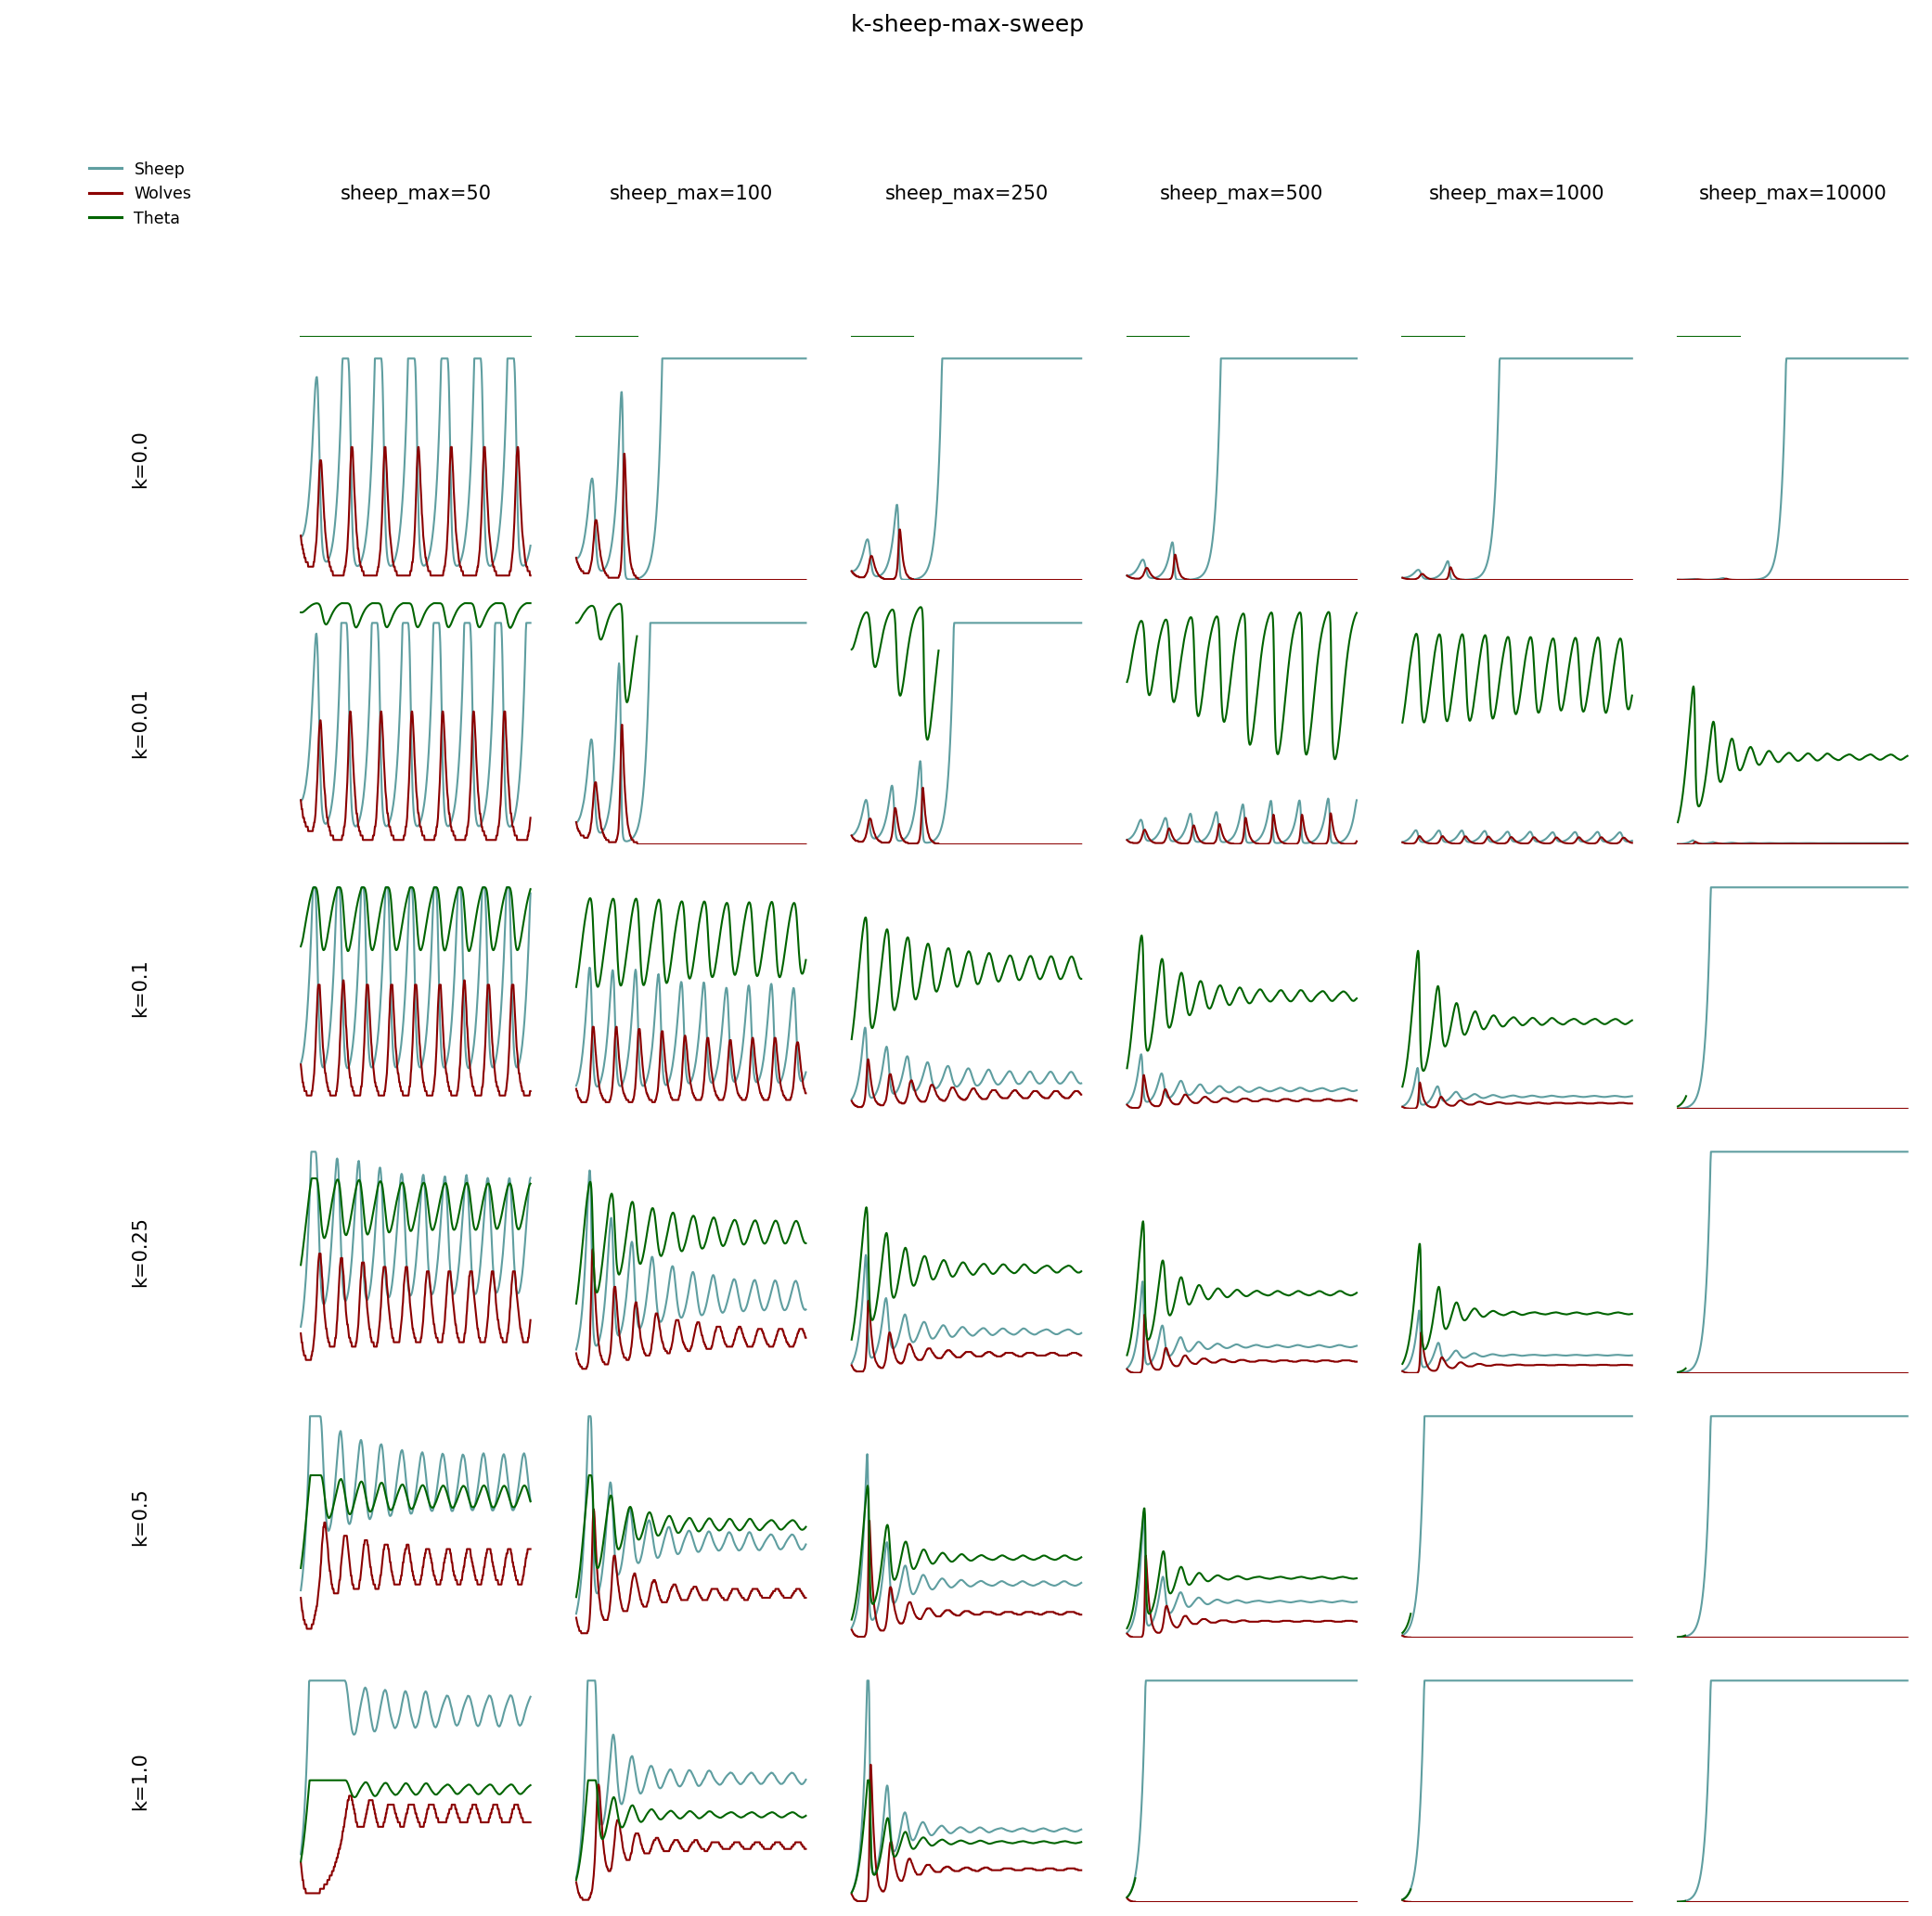 k-sheep-max-sweep
Sheep
Wolves
Theta
sheep_max=50
sheep_max=100
sheep_max=250
sheep_max=500
sheep_max=1000
sheep_max=10000
k=0.0
k=0.01
k=0.1
k=0.25
k=0.5
k=1.0